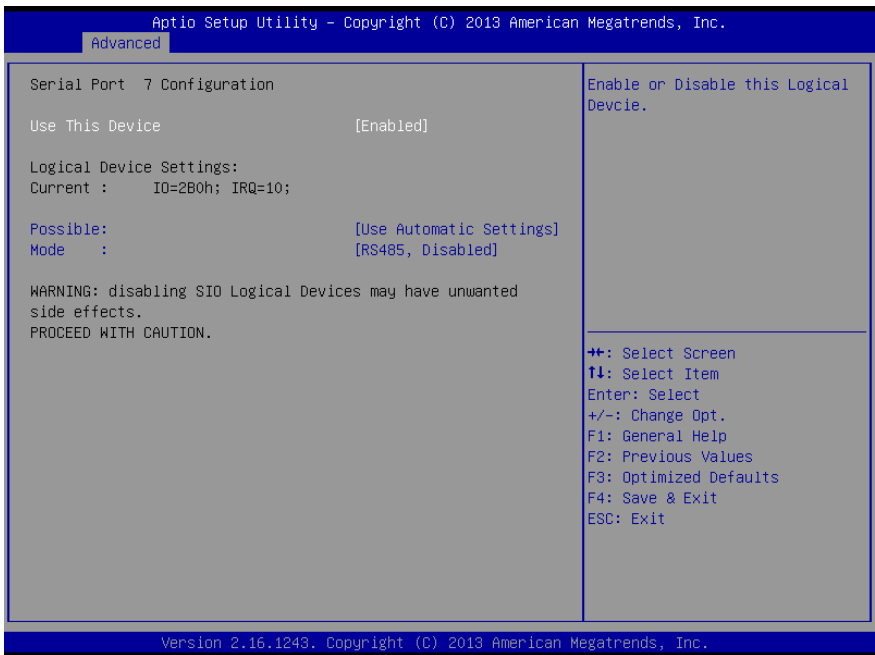 Aptio Setup Utility – Copyright (C) 2013 American Megatrends, Inc.
Advanced
Serial Port 7 Configuration
Use This Device [Enabled]
Logical Device Settings:
Current : IO=2B0h; IRQ=10;
Possible: [Use Automatic Settings]
Mode : [RS485, Disabled]
WARNING: disabling SIO Logical Devices may have unwanted
side effects.
PROCEED WITH CAUTION.
Enable or Disable this Logical
Devcie.
→←: Select Screen
↑↓: Select Item
Enter: Select
+/-: Change Opt.
F1: General Help
F2: Previous Values
F3: Optimized Defaults
F4: Save & Exit
ESC: Exit
Version 2.16.1243. Copyright (C) 2013 American Megatrends, Inc.